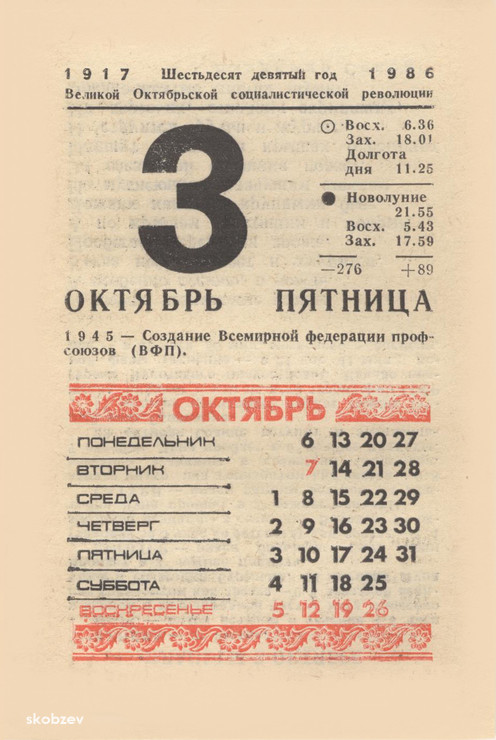 1917 Шестьдесят девятый год 1986
Великой Октябрьской социалистической революции
3
Восх. 6.36
Зах. 18.01
Долгота
дня 11.25
Новолуние
21.55
Восх. 5.43
Зах. 17.59
—276 +89
ОКТЯБРЬ ПЯТНИЦА
1945 — Создание Всемирной федерации проф-
союзов (ВФП).
ОКТЯБРЬ
ПОНЕДЕЛЬНИК 6 13 20 27
ВТОРНИК 7 14 21 28
СРЕДА 1 8 15 22 29
ЧЕТВЕРГ 2 9 16 23 30
ПЯТНИЦА 3 10 17 24 31
СУББОТА 4 11 18 25
ВОСКРЕСЕНЬЕ 5 12 19 26
skobzev